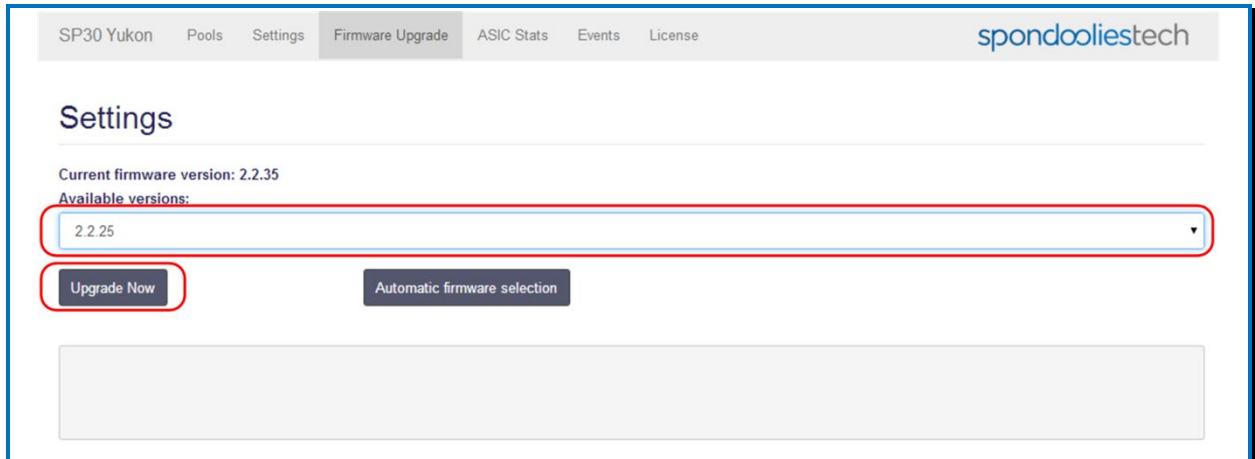 SP30 Yukon Pools Settings Firmware Upgrade ASIC Stats Events License spondooliestech
Settings
Current firmware version: 2.2.35
Available versions:
2.2.25
Upgrade Now Automatic firmware selection